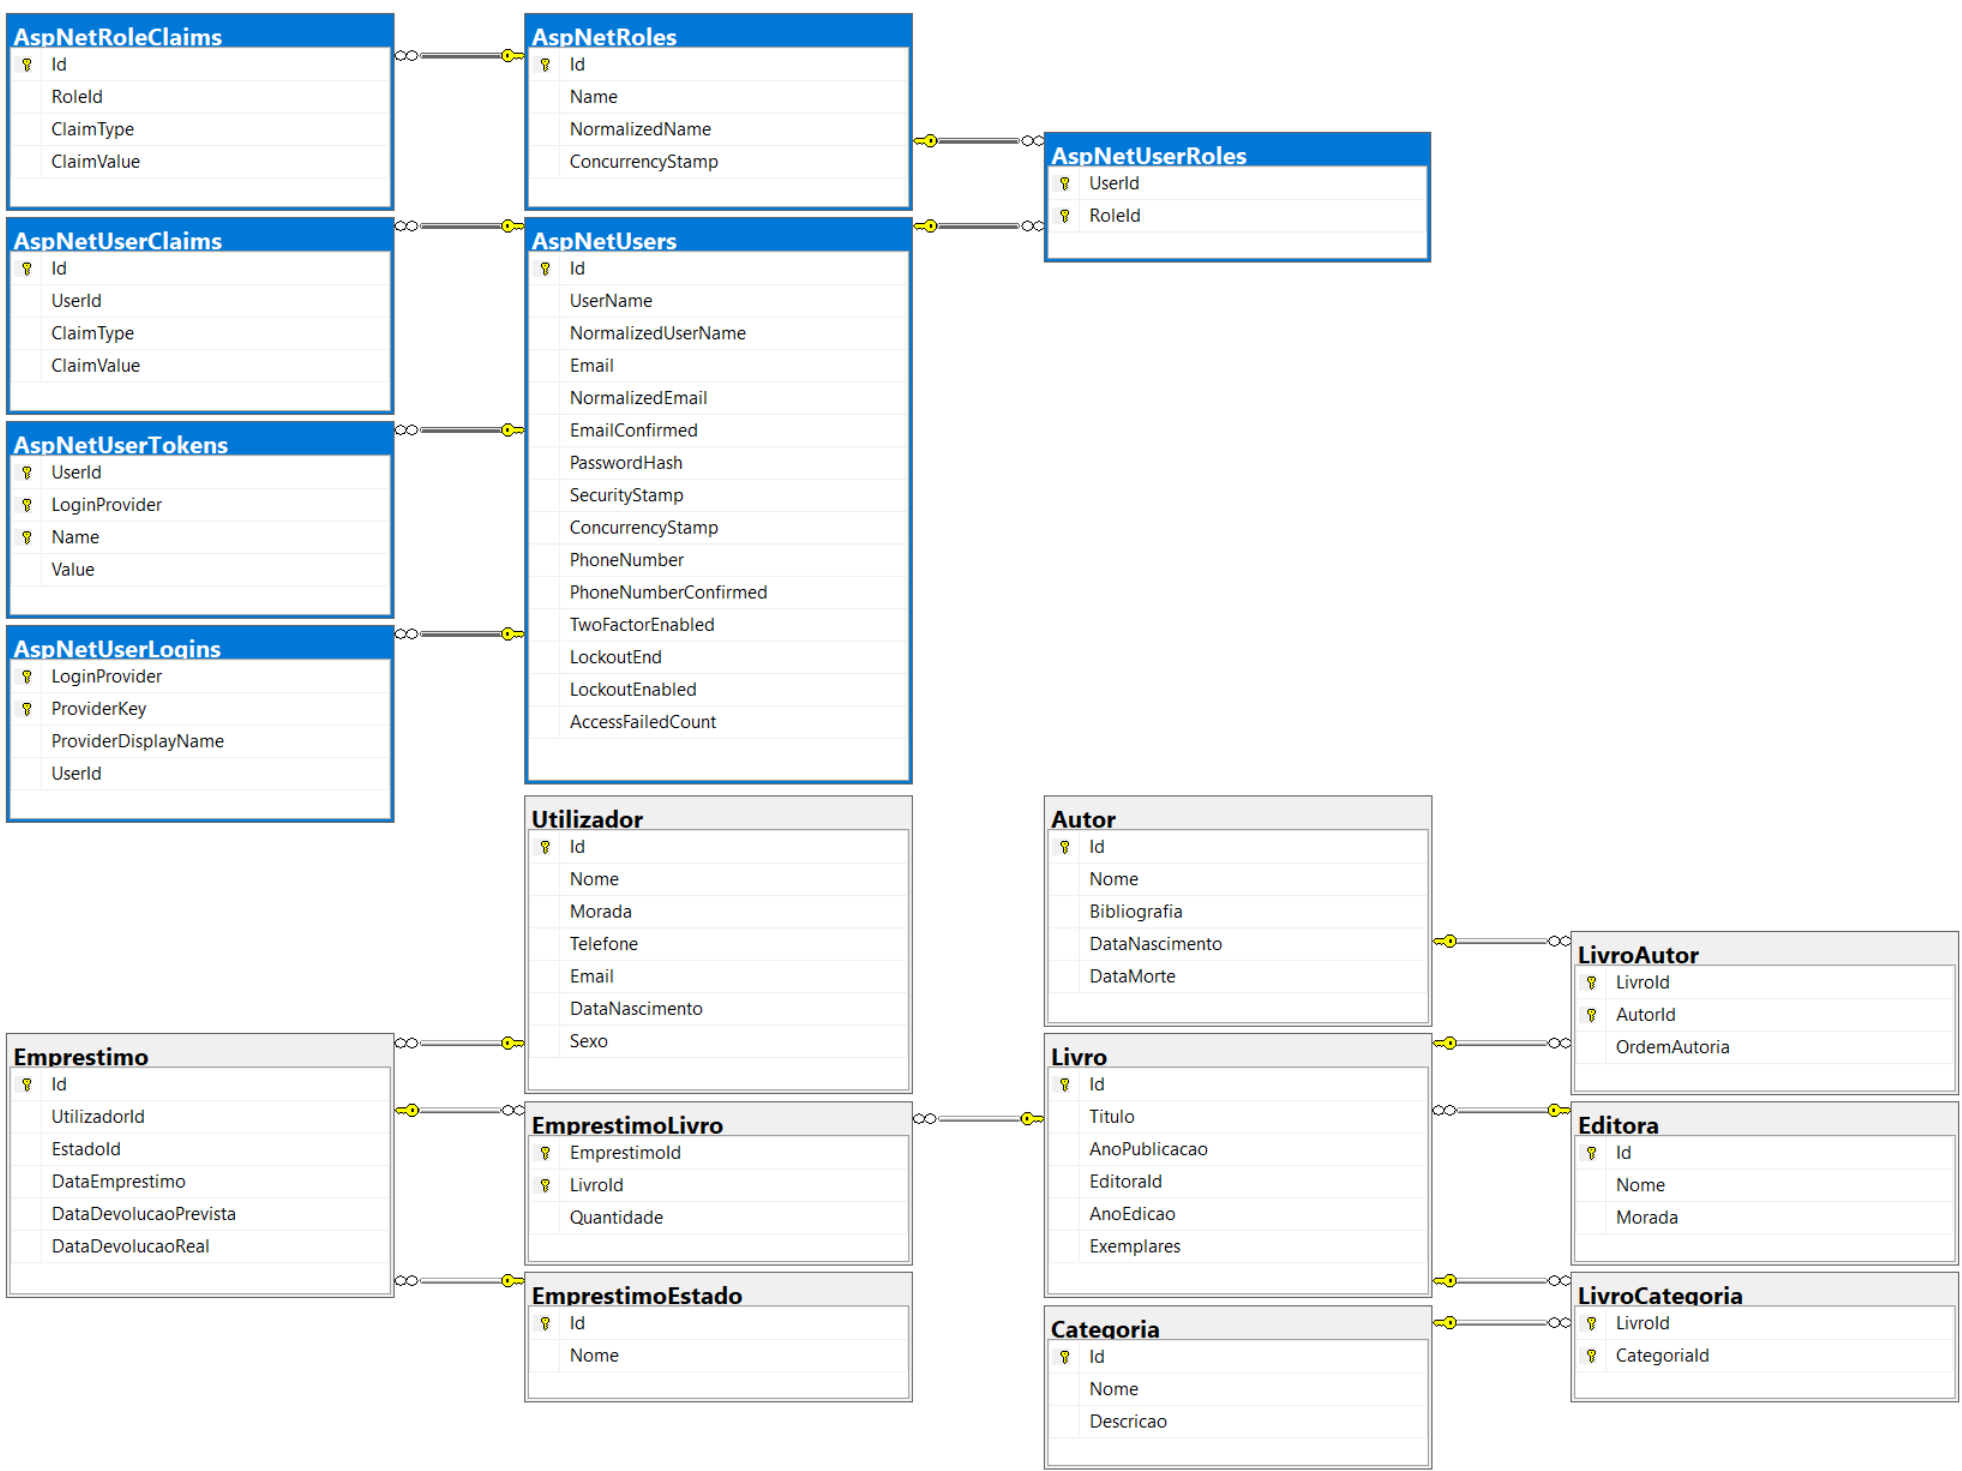 AspNetRoleClaims
Id
RoleId
ClaimType
ClaimValue
AspNetRoles
Id
Name
NormalizedName
ConcurrencyStamp
AspNetUserRoles
UserId
RoleId
AspNetUserClaims
Id
UserId
ClaimType
ClaimValue
AspNetUsers
Id
UserName
NormalizedUserName
Email
NormalizedEmail
EmailConfirmed
PasswordHash
SecurityStamp
ConcurrencyStamp
PhoneNumber
PhoneNumberConfirmed
TwoFactorEnabled
LockoutEnd
LockoutEnabled
AccessFailedCount
AspNetUserTokens
UserId
LoginProvider
Name
Value
AspNetUserLogins
LoginProvider
ProviderKey
ProviderDisplayName
UserId
Utilizador
Id
Nome
Morada
Telefone
Email
DataNascimento
Sexo
Autor
Id
Nome
Bibliografia
DataNascimento
DataMorte
LivroAutor
LivroId
AutorId
OrdemAutoria
Emprestimo
Id
UtilizadorId
EstadoId
DataEmprestimo
DataDevolucaoPrevista
DataDevolucaoReal
EmprestimoLivro
EmprestimoId
LivroId
Quantidade
Livro
Id
Titulo
AnoPublicacao
EditoraId
AnoEdicao
Exemplares
Editora
Id
Nome
Morada
EmprestimoEstado
Id
Nome
Categoria
Id
Nome
Descricao
LivroCategoria
LivroId
CategoriaId